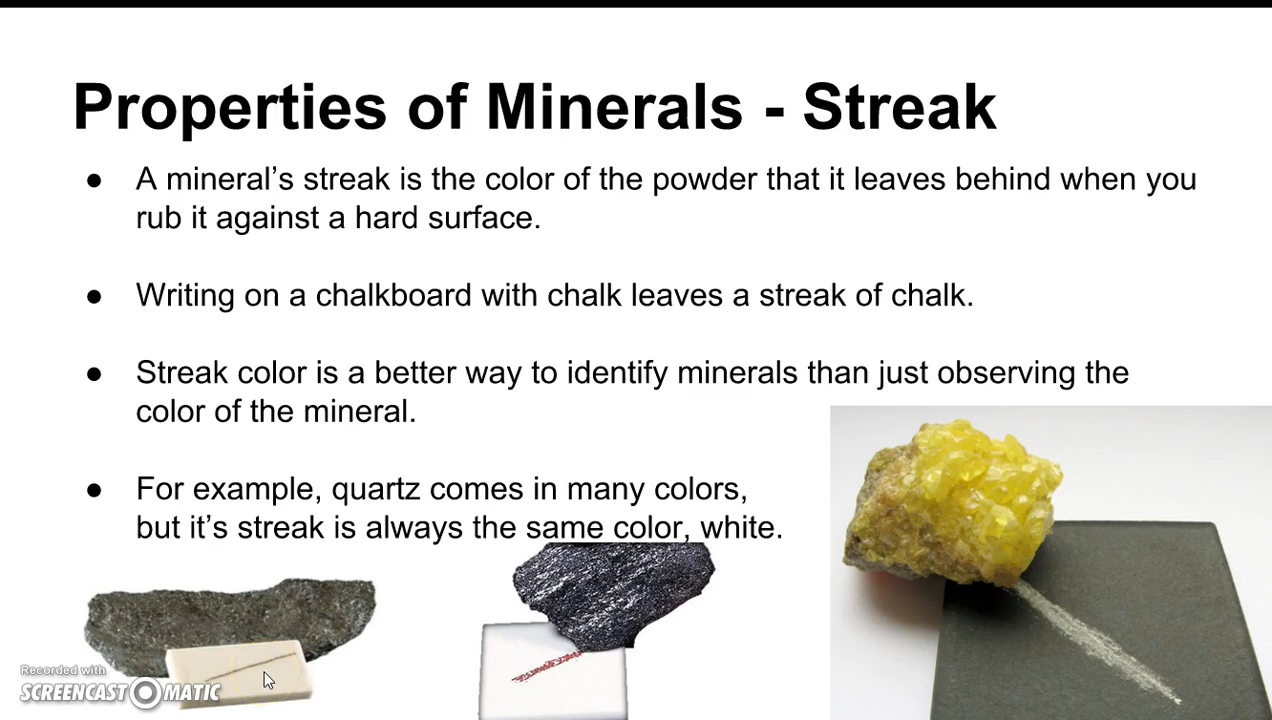 Properties of Minerals - Streak
● A mineral’s streak is the color of the powder that it leaves behind when you
rub it against a hard surface.
● Writing on a chalkboard with chalk leaves a streak of chalk.
● Streak color is a better way to identify minerals than just observing the
color of the mineral.
● For example, quartz comes in many colors,
but it’s streak is always the same color, white.
Recorded with
SCREENCAST-O-MATIC